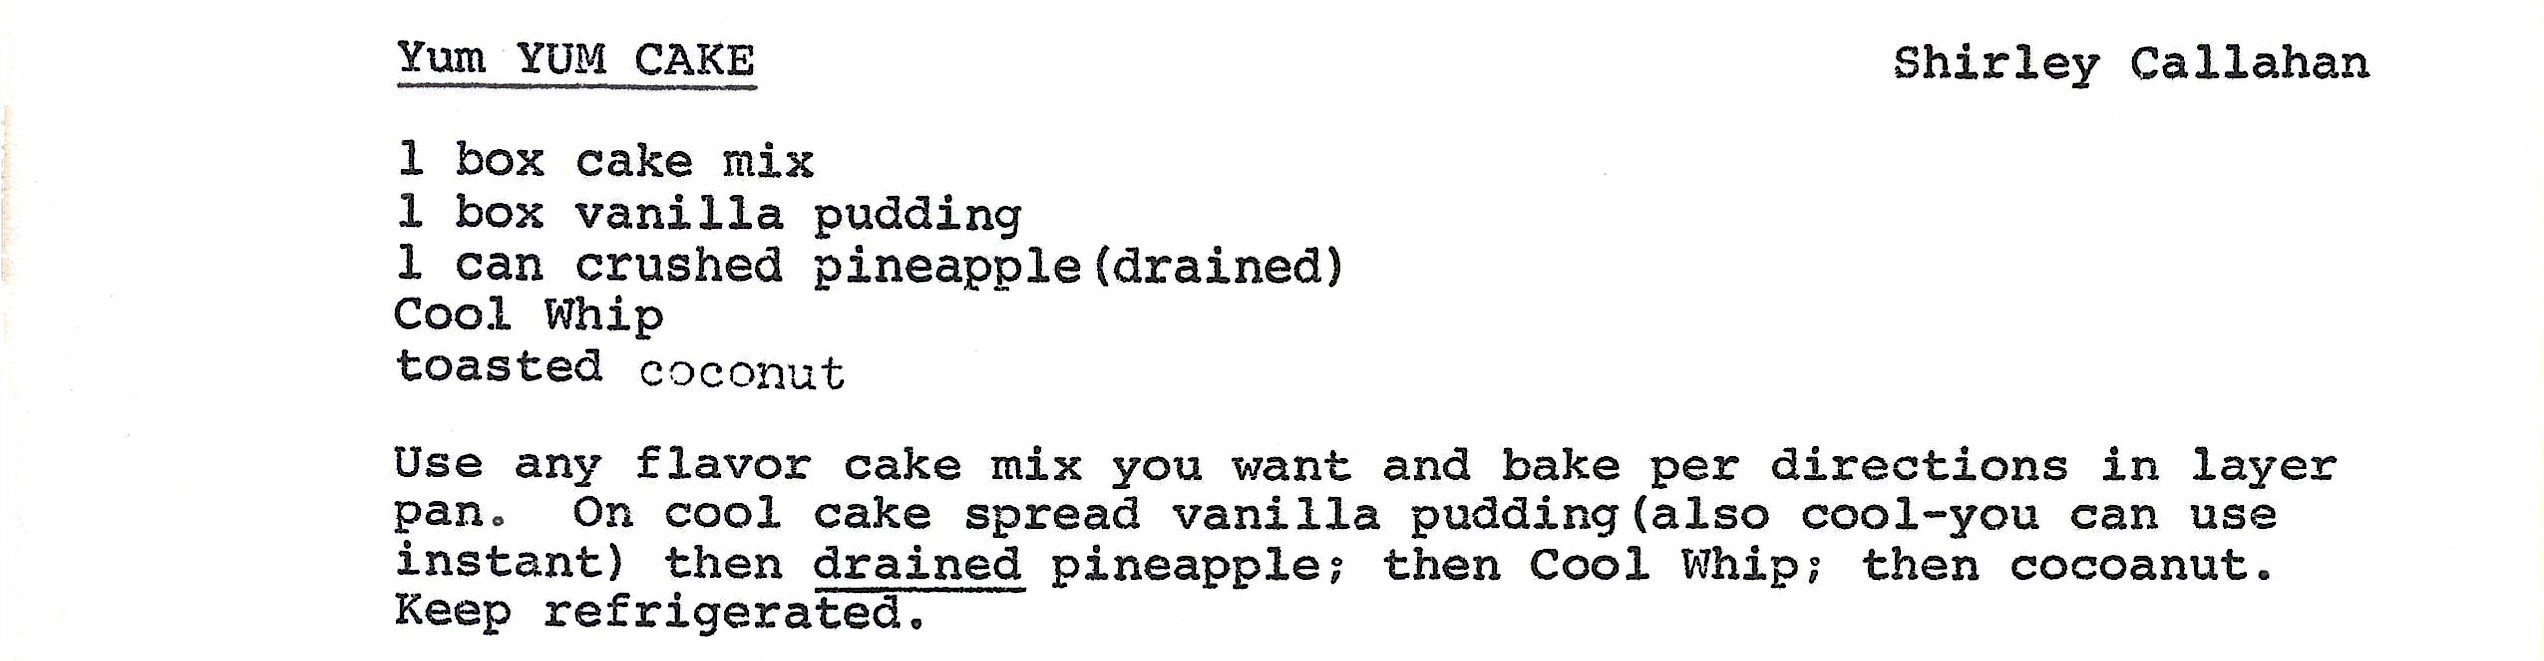 Yum YUM CAKE Shirley Callahan
1 box cake mix
1 box vanilla pudding
1 can crushed pineapple(drained)
Cool Whip
toasted coconut
Use any flavor cake mix you want and bake per directions in layer
pan. On cool cake spread vanilla pudding(also cool-you can use
instant) then drained pineapple; then Cool Whip; then cocoanut.
Keep refrigerated.